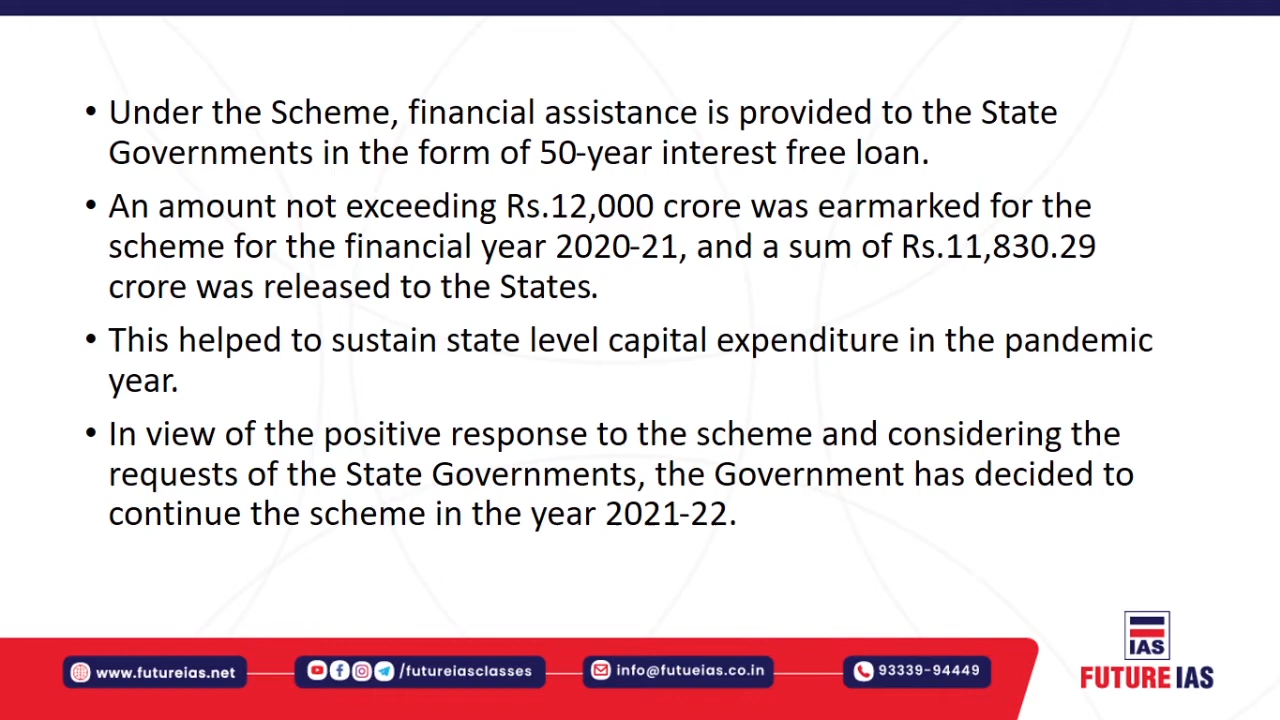 • Under the Scheme, financial assistance is provided to the State
Governments in the form of 50-year interest free loan.
• An amount not exceeding Rs.12,000 crore was earmarked for the
scheme for the financial year 2020-21, and a sum of Rs.11,830.29
crore was released to the States.
• This helped to sustain state level capital expenditure in the pandemic
year.
• In view of the positive response to the scheme and considering the
requests of the State Governments, the Government has decided to
continue the scheme in the year 2021-22.
IAS
FUTURE IAS
www.futureias.net
/futureiasclasses
info@futueias.co.in
93339-94449